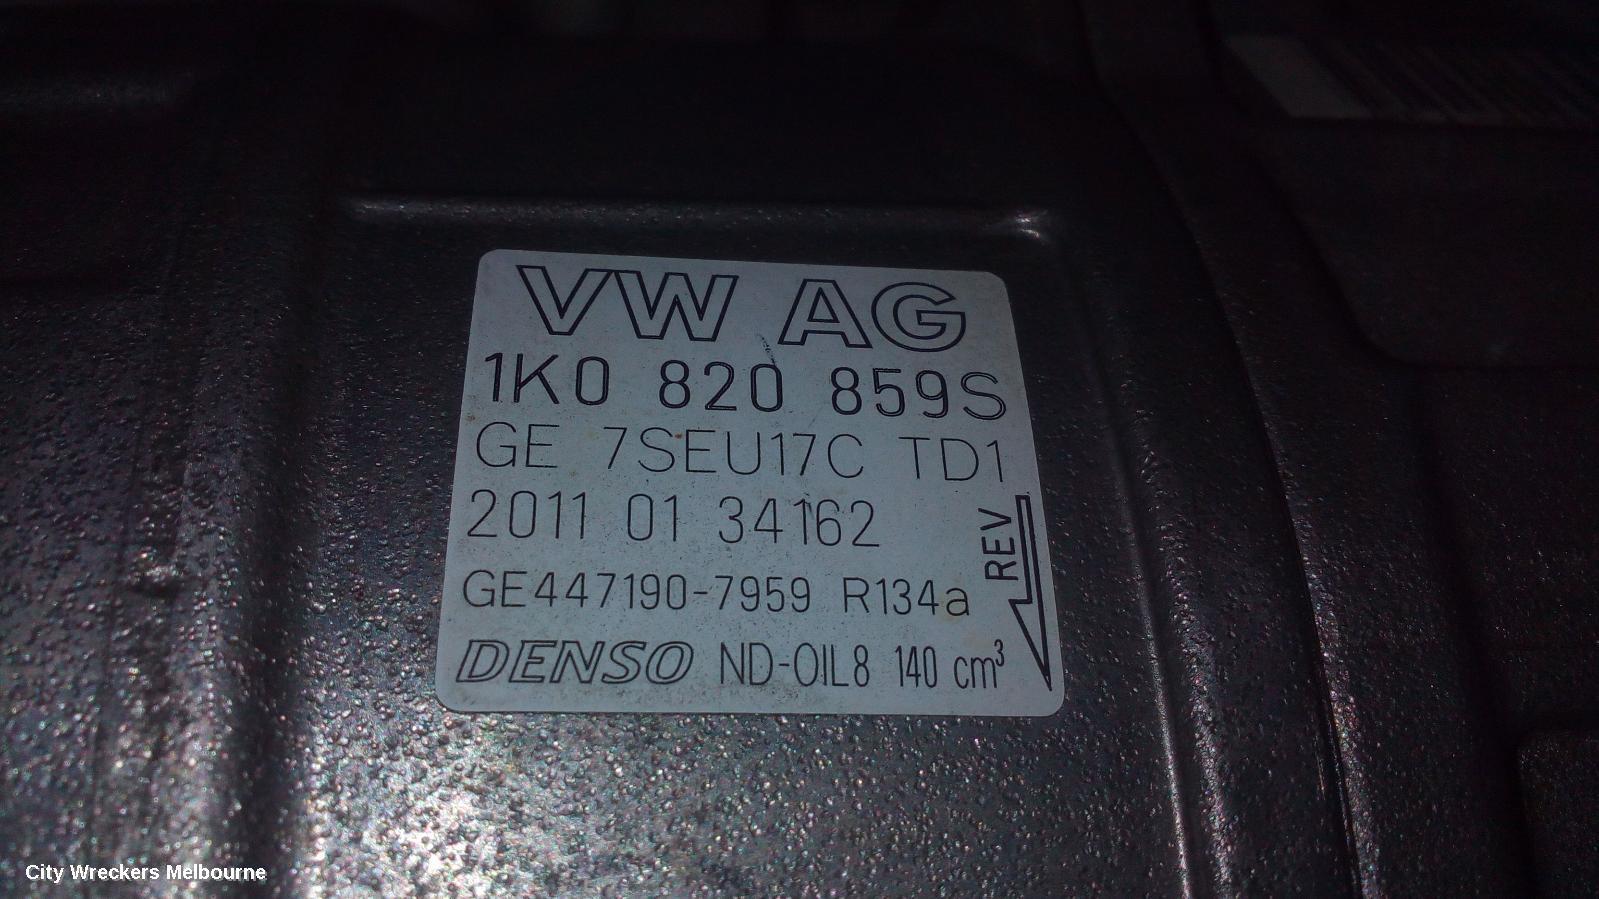 VW AG
1K0 820 859S
GE 7SEU17C TD1
2011 01 34162
REV
GE447190-7959 R134a
DENSO ND-OIL8 140 cm³
City Wreckers Melbourne